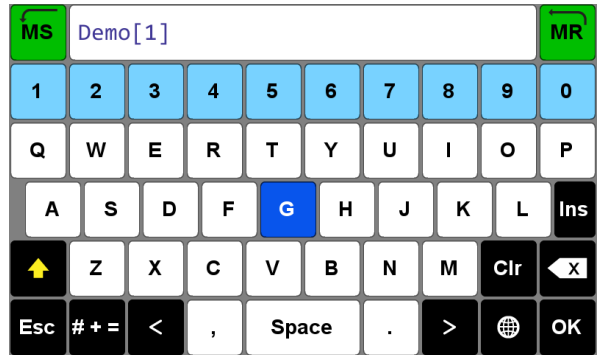 MS Demo[1] MR
1 2 3 4 5 6 7 8 9 0
Q W E R T Y U I O P
A S D F G H J K L Ins
Z X C V B N M Clr X
Esc # + = < , Space . > OK